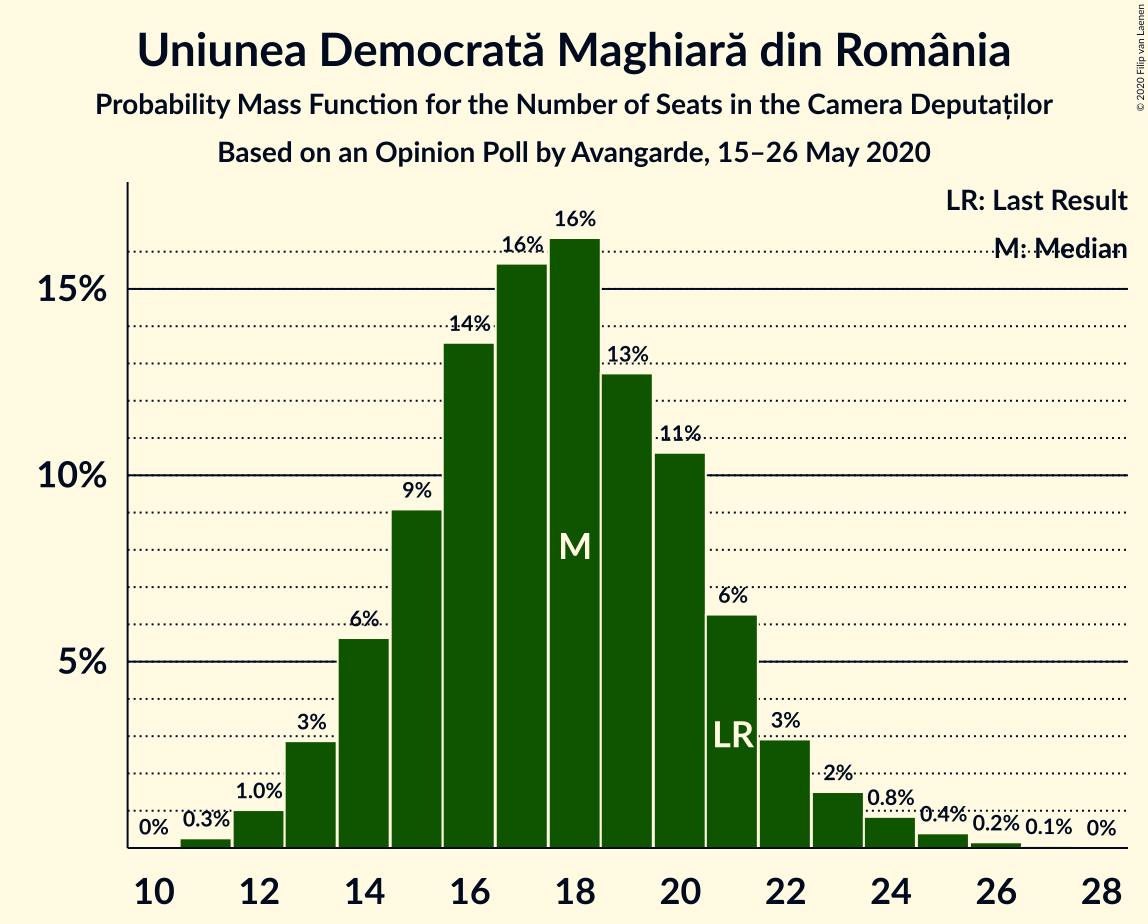 Uniunea Democrată Maghiară din România
Probability Mass Function for the Number of Seats in the Camera Deputaților
Based on an Opinion Poll by Avangarde, 15–26 May 2020
© 2020 Filip van Laenen
LR: Last Result
M: Median
15%
10%
5%
0%
0.3%
1.0%
3%
6%
9%
14%
16%
16%
13%
11%
6%
3%
2%
0.8%
0.4%
0.2%
0.1%
0%
M
LR
10 12 14 16 18 20 22 24 26 28